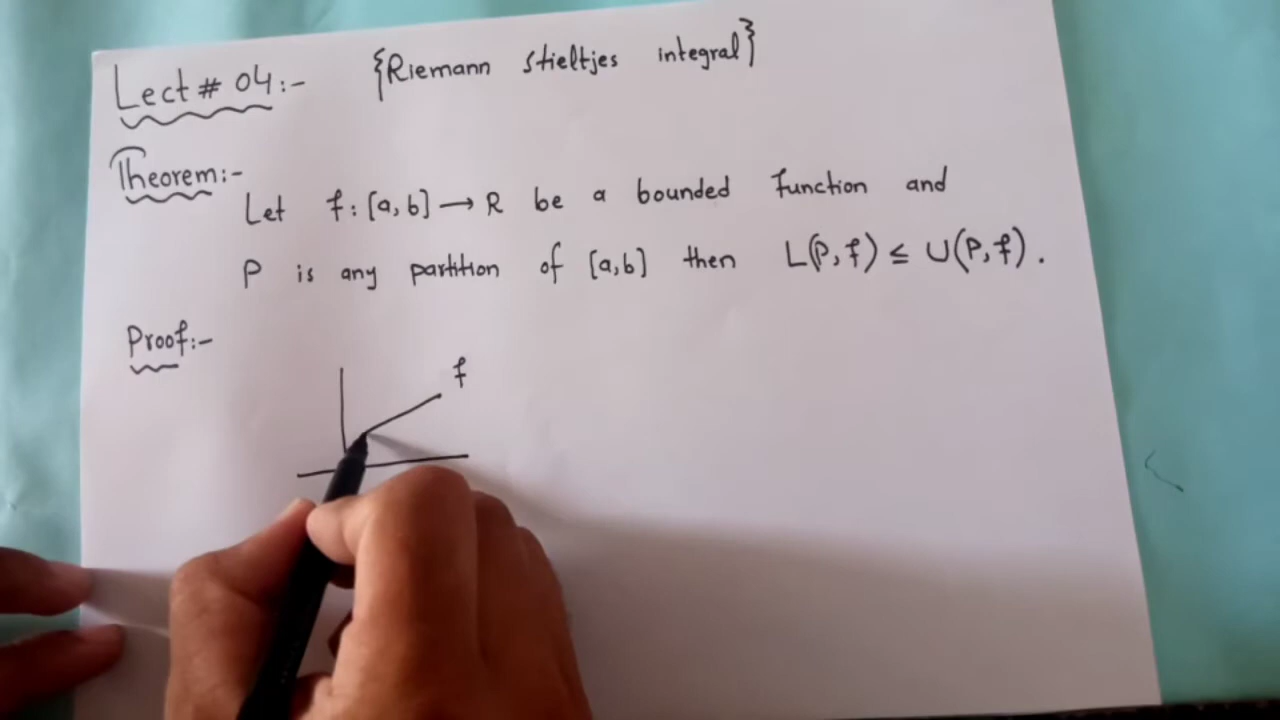 Lect # 04:- {Riemann stieltjes integral}
Theorem:-
Let f : [a, b] → R be a bounded function and
P is any partition of [a,b] then L(P, f) ≤ U(P, f).
Proof:-
f